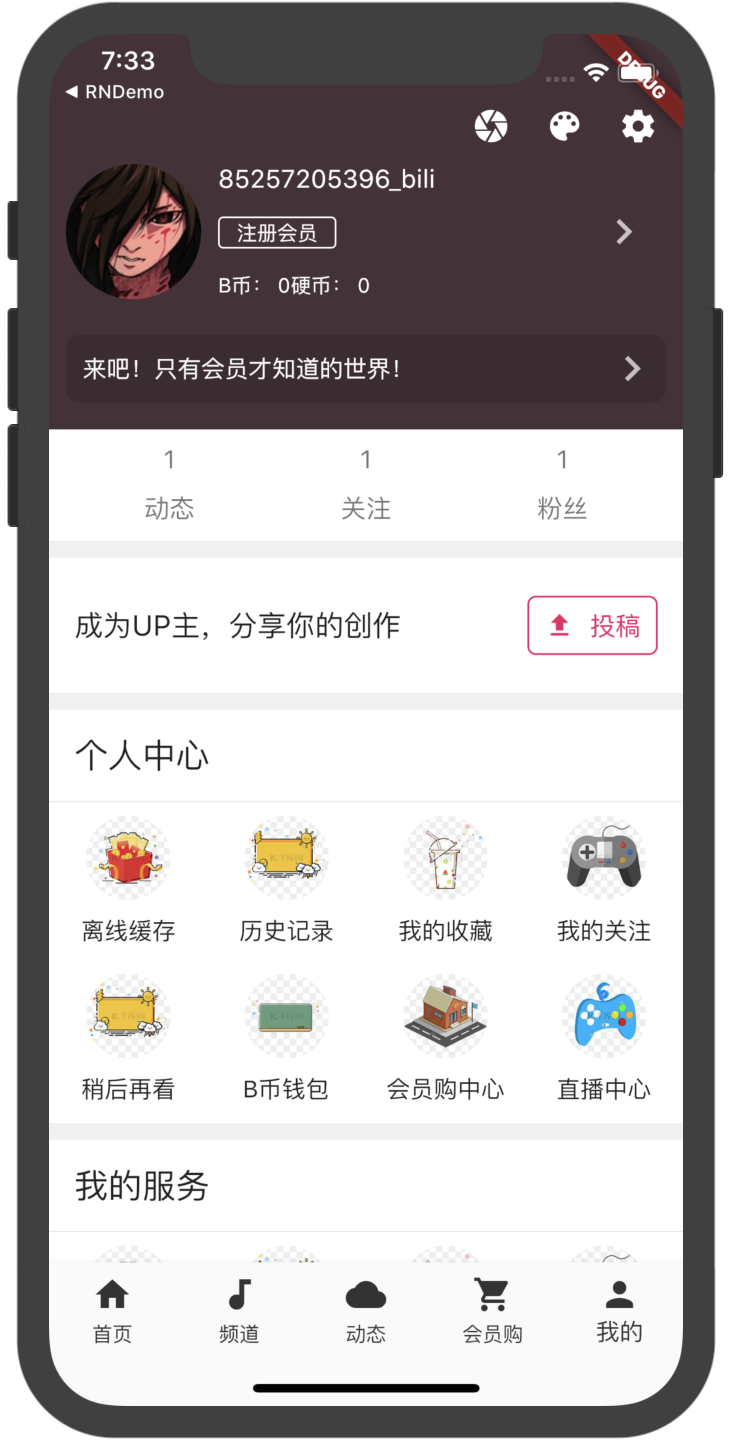 7:33
DEBUG
◀ RNDemo
85257205396_bili
注册会员
B币： 0硬币： 0
来吧！只有会员才知道的世界！
1 1 1
动态 关注 粉丝
成为UP主，分享你的创作 投稿
个人中心
离线缓存 历史记录 我的收藏 我的关注
稍后再看 B币钱包 会员购中心 直播中心
我的服务
首页 频道 动态 会员购 我的